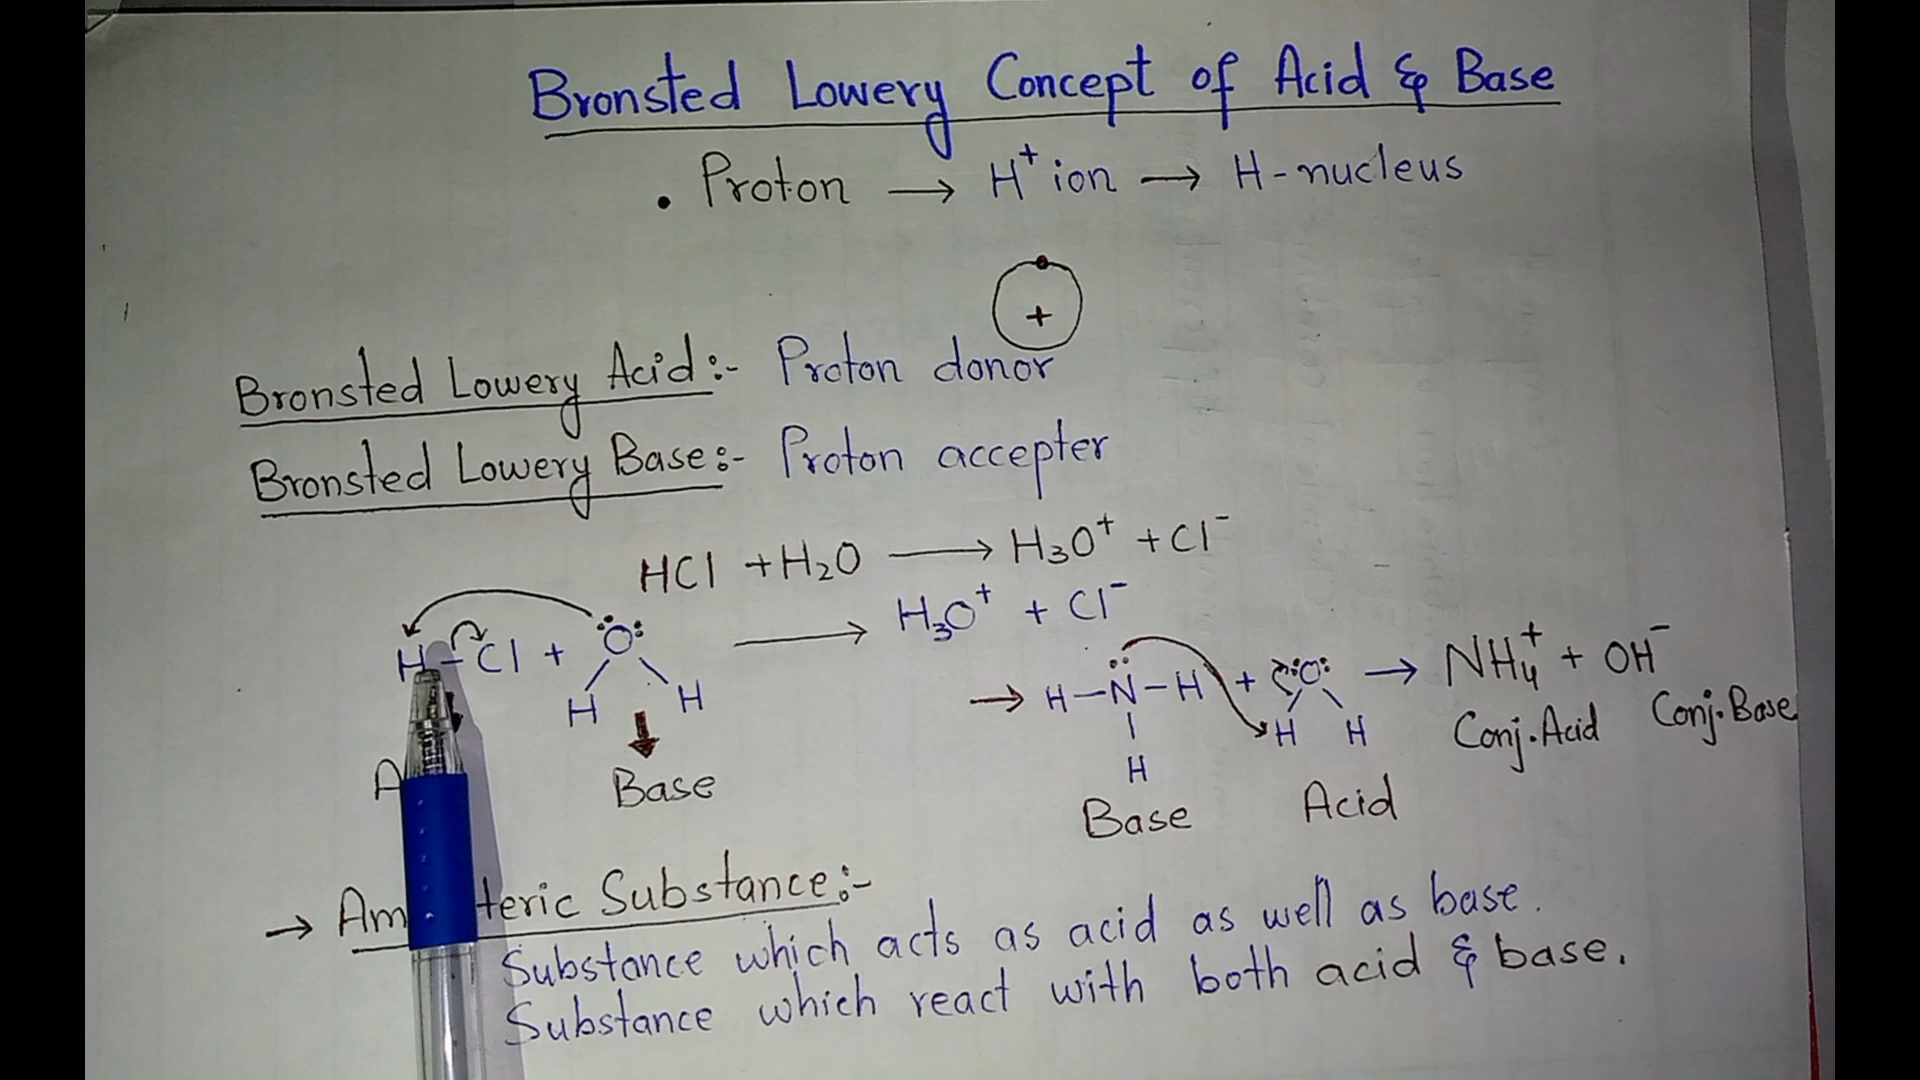 Bronsted Lowery Concept of Acid & Base
. Proton → H⁺ ion → H-nucleus
+
Bronsted Lowery Acid:- Proton donor
Bronsted Lowery Base:- Proton accepter
HCl + H₂O → H₃O⁺ + Cl⁻
H-Cl + :Ö: → H₃O⁺ + Cl⁻
H H
Base
→ H-N̈-H + :Ö: → NH₄⁺ + OH⁻
H H H
Base Acid Conj.Acid Conj.Base
→ Am teric Substance:-
Substance which acts as acid as well as base.
Substance which react with both acid & base.